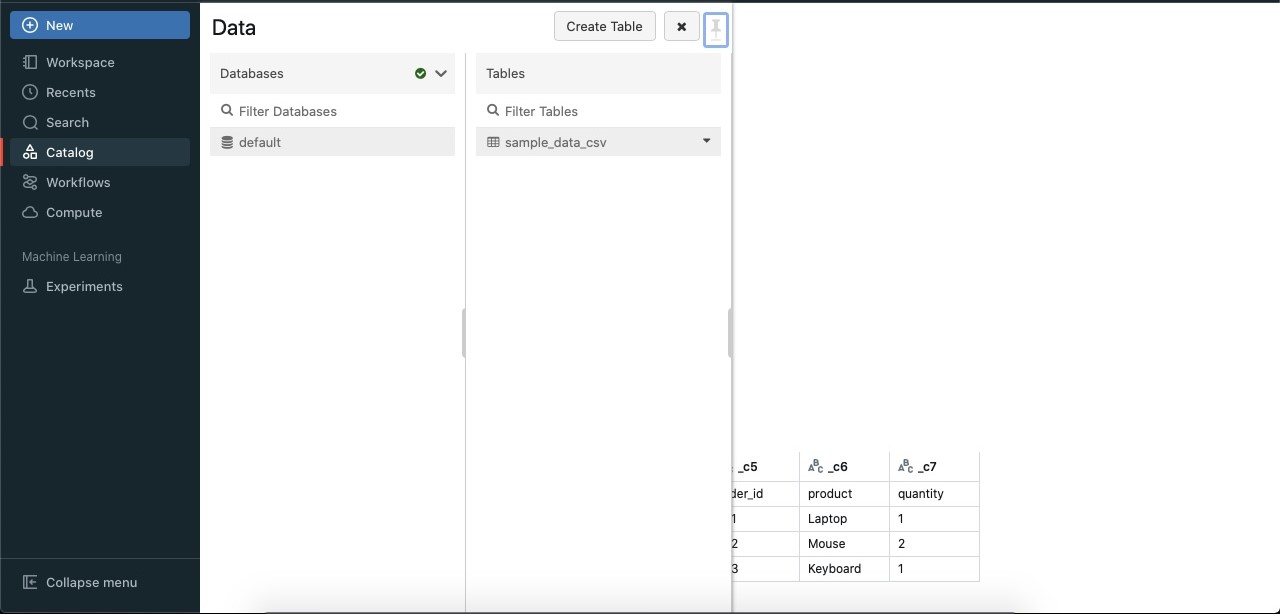 New
Workspace
Recents
Search
Catalog
Workflows
Compute
Machine Learning
Experiments
Collapse menu
Data
Create Table
Databases
Filter Databases
default
Tables
Filter Tables
sample_data_csv
_c5 _c6 _c7
der_id product quantity
1 Laptop 1
2 Mouse 2
3 Keyboard 1